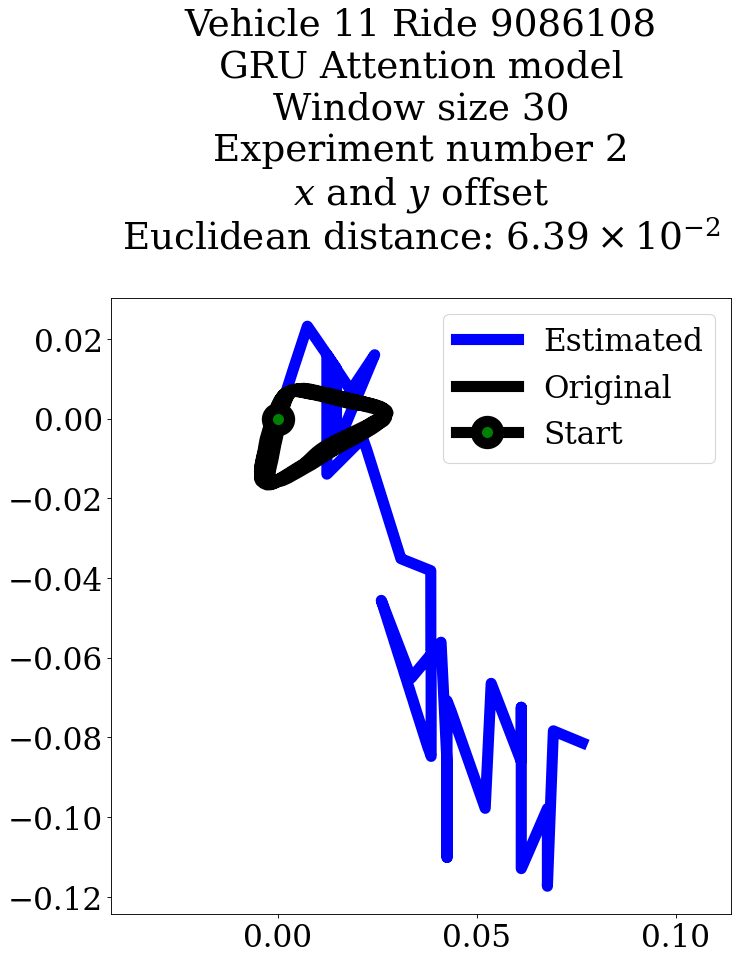 Vehicle 11 Ride 9086108
GRU Attention model
Window size 30
Experiment number 2
x and y offset
Euclidean distance: 6.39 × 10⁻²
Estimated
Original
Start
0.02
0.00
−0.02
−0.04
−0.06
−0.08
−0.10
−0.12
0.00 0.05 0.10